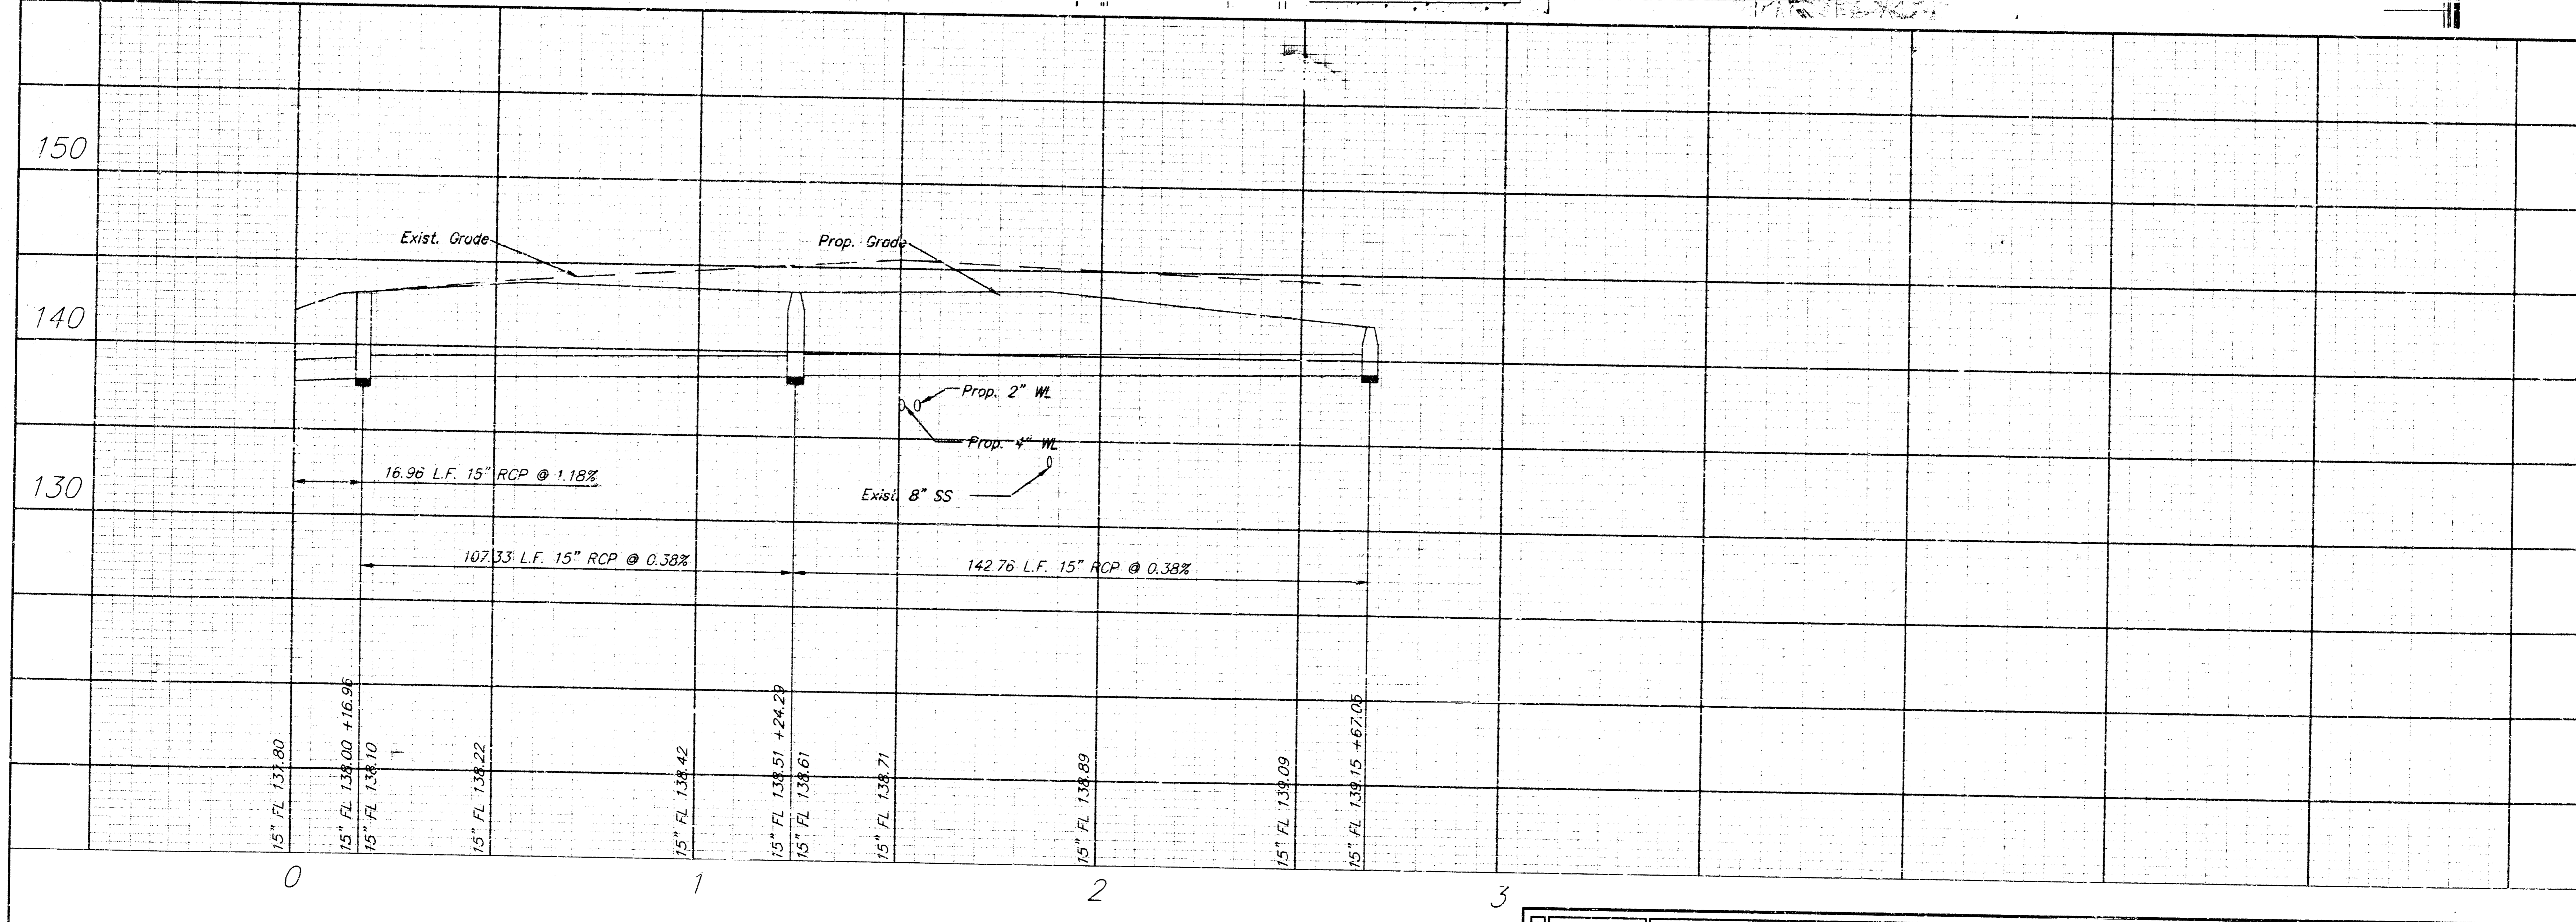 150
140
130
Exist. Grade
Prop. Grade
Prop. 2" WL
Prop. 4" WL
Exist. 8" SS
16.96 L.F. 15" RCP @ 1.18%
107.33 L.F. 15" RCP @ 0.38%
142.76 L.F. 15" RCP @ 0.38%
15" FL 137.80
15" FL 138.00 +16.96
15" FL 138.10
15" FL 138.22
15" FL 138.42
15" FL 138.51 +24.29
15" FL 138.61
15" FL 138.71
15" FL 138.89
15" FL 139.09
15" FL 139.15 +67.05
0
1
2
3